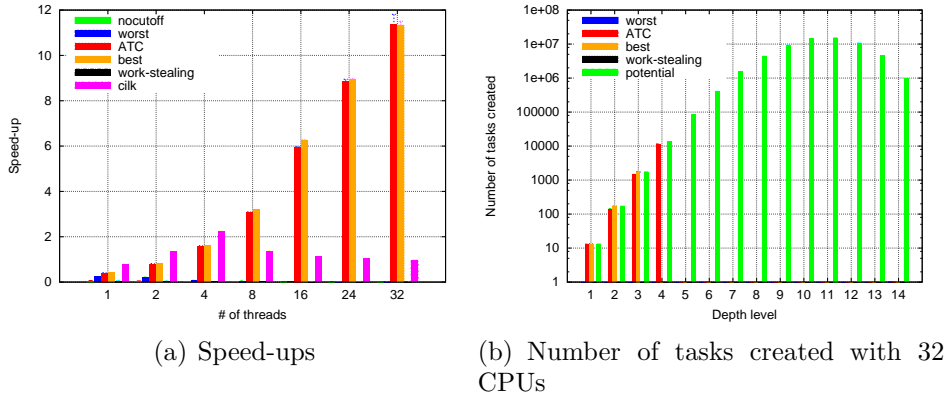 12
10
8
6
4
2
0
Speed-up
nocutoff
worst
ATC
best
work-stealing
cilk
1 2 4 8 16 24 32
# of threads
(a) Speed-ups
1e+08
1e+07
1e+06
100000
10000
1000
100
10
1
Number of tasks created
worst
ATC
best
work-stealing
potential
1 2 3 4 5 6 7 8 9 10 11 12 13 14
Depth level
(b) Number of tasks created with 32
CPUs